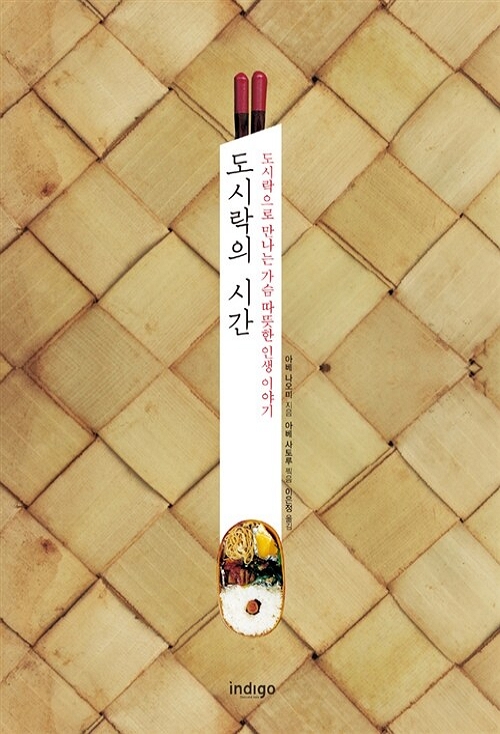 도시락의 시간
도시락으로 만나는 가슴 따뜻한 인생 이야기
아베 나오미 지음 아베 사토루 찍음 이은정 옮김
indigo